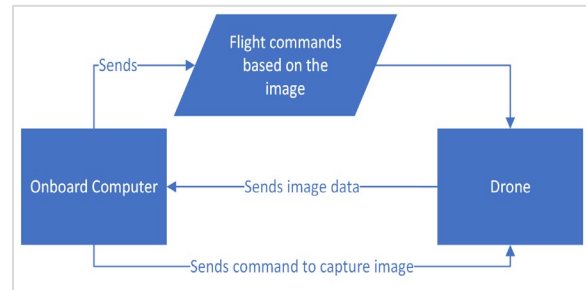 Flight commands
based on the
image
Sends
Onboard Computer
Sends image data
Drone
Sends command to capture image